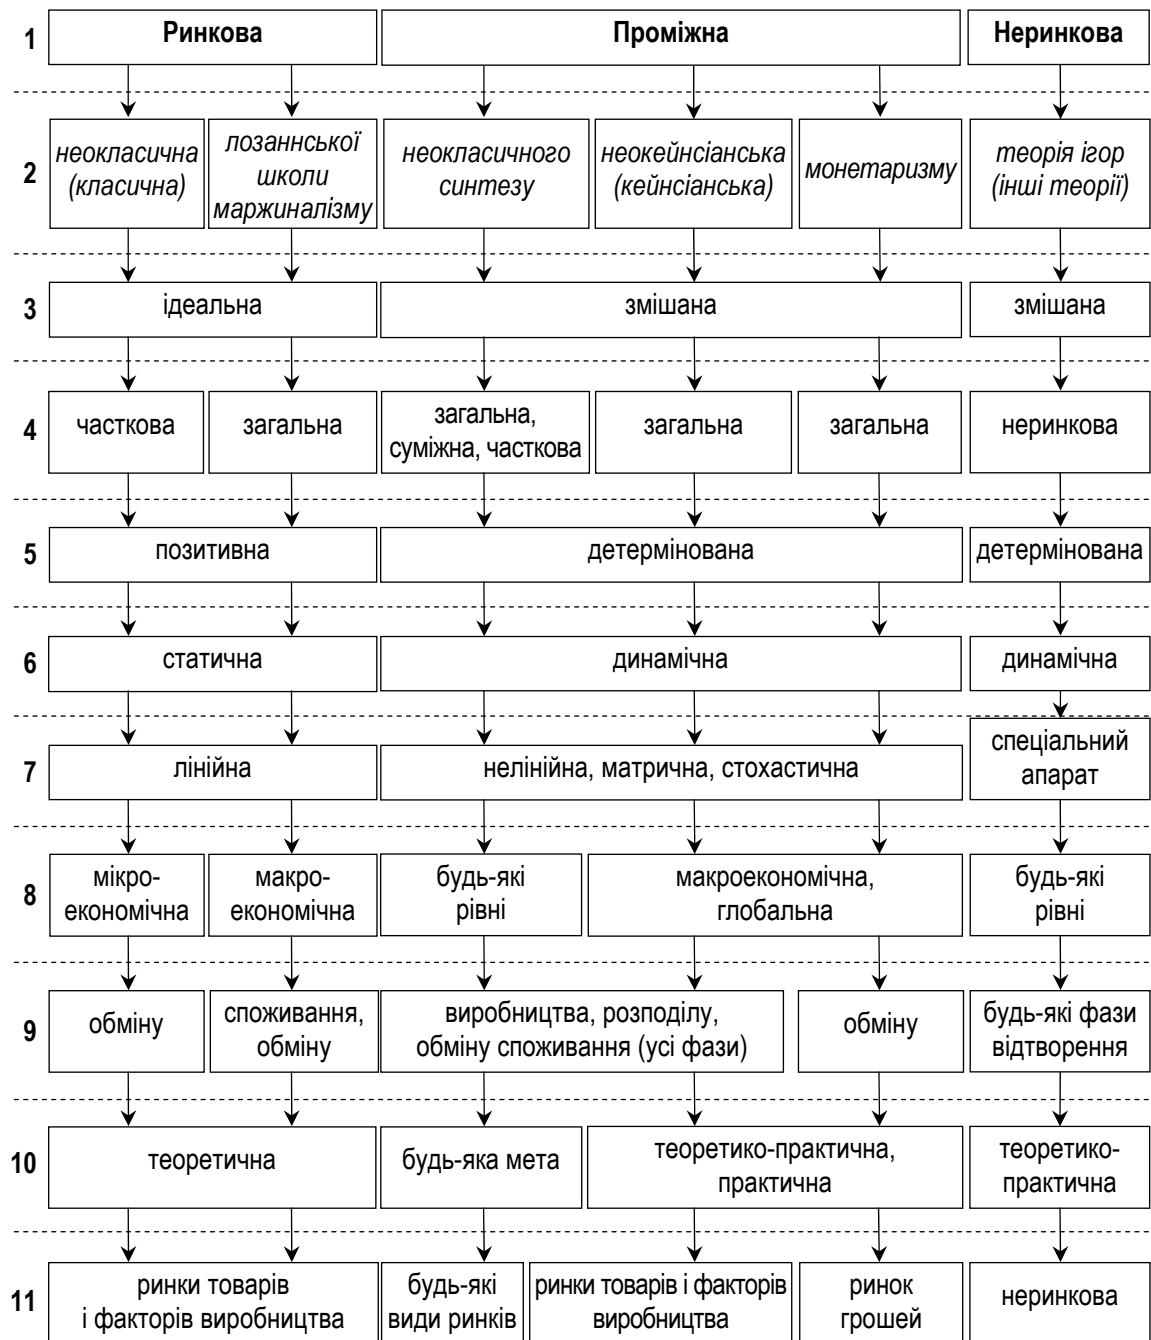 1
Ринкова
Проміжна
Неринкова
2
неокласична
(класична)
лозаннської
школи
маржиналізму
неокласичного
синтезу
неокейнсіанська
(кейнсіанська)
монетаризму
теорія ігор
(інші теорії)
3
ідеальна
змішана
змішана
4
часткова
загальна
загальна,
суміжна, часткова
загальна
загальна
неринкова
5
позитивна
детермінована
детермінована
6
статична
динамічна
динамічна
7
лінійна
нелінійна, матрична, стохастична
спеціальний
апарат
8
мікро-
економічна
макро-
економічна
будь-які
рівні
макроекономічна,
глобальна
будь-які
рівні
9
обміну
споживання,
обміну
виробництва, розподілу,
обміну споживання (усі фази)
обміну
будь-які фази
відтворення
10
теоретична
будь-яка мета
теоретико-практична,
практична
теоретико-
практична
11
ринки товарів
і факторів виробництва
будь-які
види ринків
ринки товарів і факторів
виробництва
ринок
грошей
неринкова